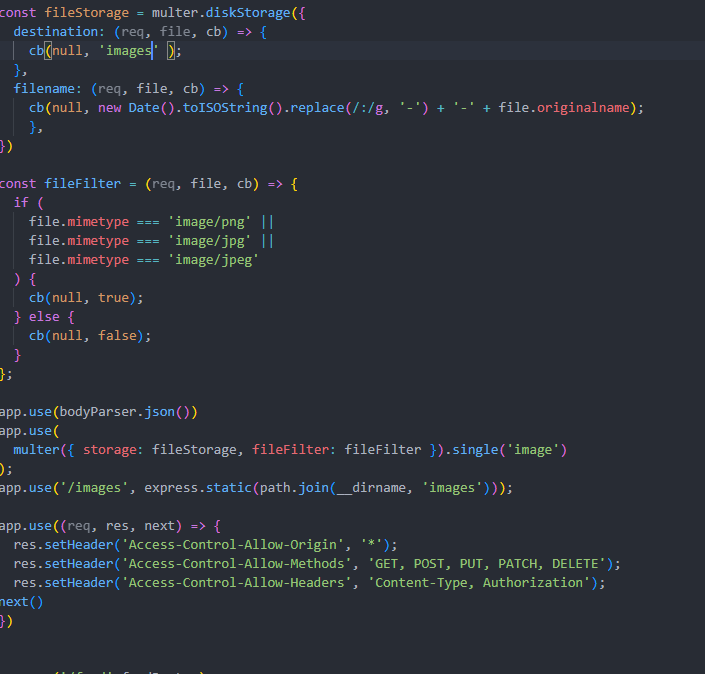 const fileStorage = multer.diskStorage({
  destination: (req, file, cb) => {
    cb(null, 'images' );
  },
  filename: (req, file, cb) => {
    cb(null, new Date().toISOString().replace(/:/g, '-') + '-' + file.originalname);
    },
})

const fileFilter = (req, file, cb) => {
  if (
    file.mimetype === 'image/png' ||
    file.mimetype === 'image/jpg' ||
    file.mimetype === 'image/jpeg'
  ) {
    cb(null, true);
  } else {
    cb(null, false);
  }
};

app.use(bodyParser.json())
app.use(
  multer({ storage: fileStorage, fileFilter: fileFilter }).single('image')
);
app.use('/images', express.static(path.join(__dirname, 'images')));

app.use((req, res, next) => {
  res.setHeader('Access-Control-Allow-Origin', '*');
  res.setHeader('Access-Control-Allow-Methods', 'GET, POST, PUT, PATCH, DELETE');
  res.setHeader('Access-Control-Allow-Headers', 'Content-Type, Authorization');
next()
})